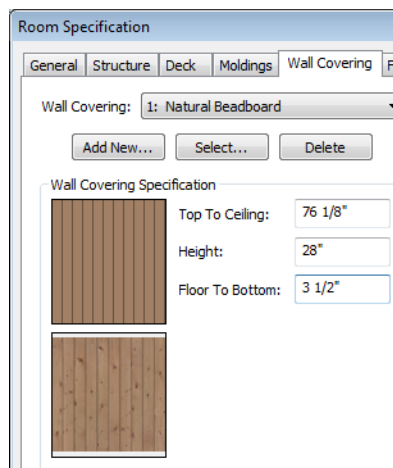 Room Specification
General Structure Deck Moldings Wall Covering F
Wall Covering: 1: Natural Beadboard
Add New... Select... Delete
Wall Covering Specification
Top To Ceiling: 76 1/8"
Height: 28"
Floor To Bottom: 3 1/2"